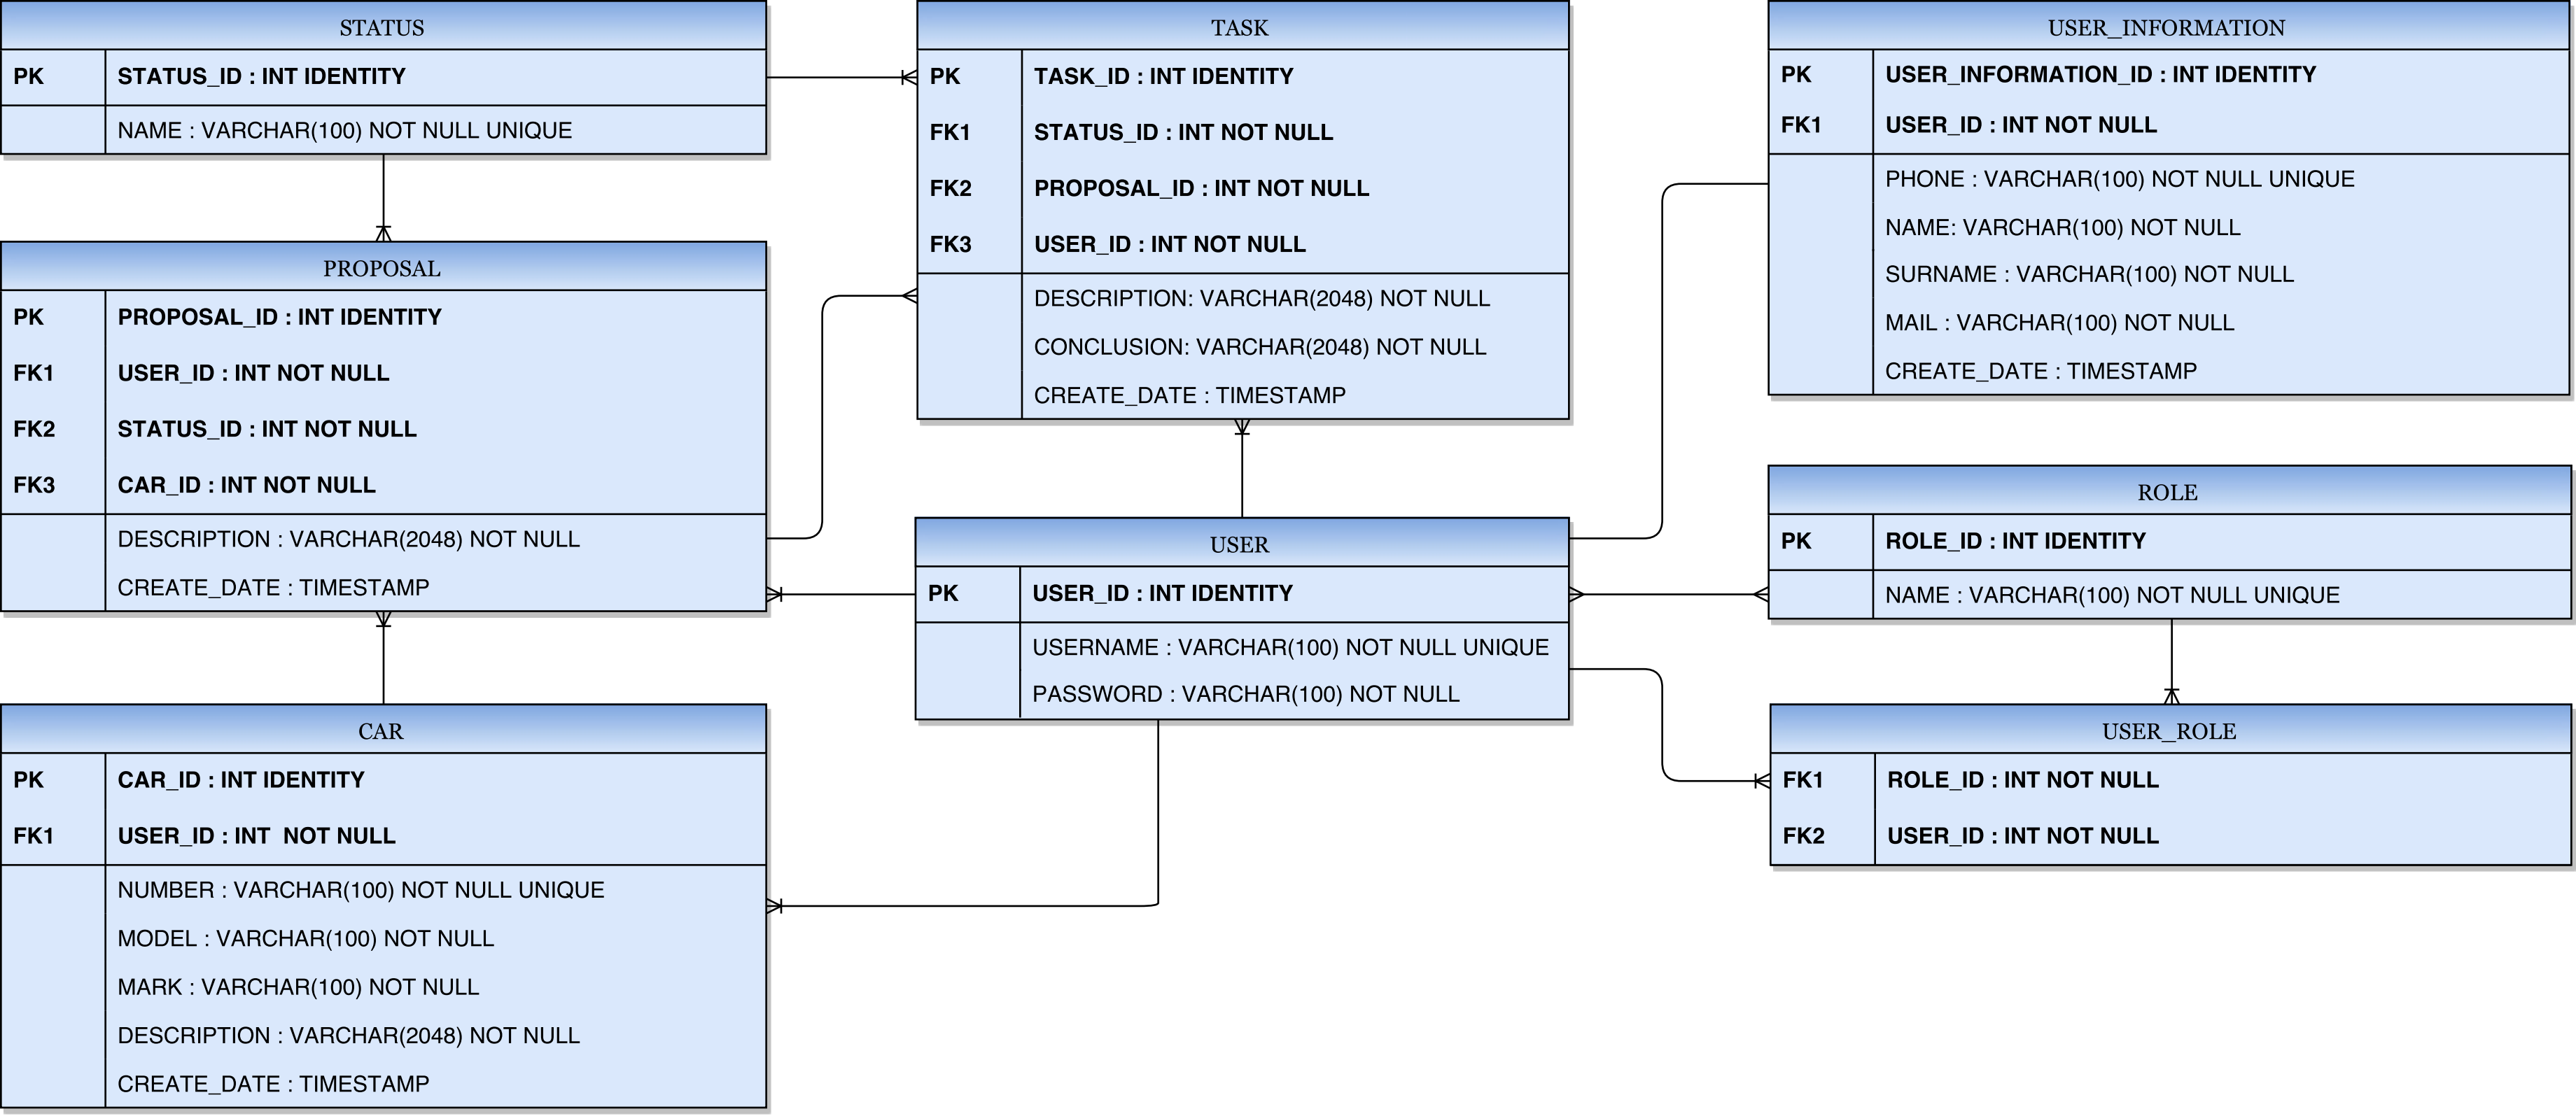 STATUS
PK STATUS_ID : INT IDENTITY
NAME : VARCHAR(100) NOT NULL UNIQUE
PROPOSAL
PK PROPOSAL_ID : INT IDENTITY
FK1 USER_ID : INT NOT NULL
FK2 STATUS_ID : INT NOT NULL
FK3 CAR_ID : INT NOT NULL
DESCRIPTION : VARCHAR(2048) NOT NULL
CREATE_DATE : TIMESTAMP
CAR
PK CAR_ID : INT IDENTITY
FK1 USER_ID : INT  NOT NULL
NUMBER : VARCHAR(100) NOT NULL UNIQUE
MODEL : VARCHAR(100) NOT NULL
MARK : VARCHAR(100) NOT NULL
DESCRIPTION : VARCHAR(2048) NOT NULL
CREATE_DATE : TIMESTAMP
TASK
PK TASK_ID : INT IDENTITY
FK1 STATUS_ID : INT NOT NULL
FK2 PROPOSAL_ID : INT NOT NULL
FK3 USER_ID : INT NOT NULL
DESCRIPTION: VARCHAR(2048) NOT NULL
CONCLUSION: VARCHAR(2048) NOT NULL
CREATE_DATE : TIMESTAMP
USER
PK USER_ID : INT IDENTITY
USERNAME : VARCHAR(100) NOT NULL UNIQUE
PASSWORD : VARCHAR(100) NOT NULL
USER_INFORMATION
PK USER_INFORMATION_ID : INT IDENTITY
FK1 USER_ID : INT NOT NULL
PHONE : VARCHAR(100) NOT NULL UNIQUE
NAME: VARCHAR(100) NOT NULL
SURNAME : VARCHAR(100) NOT NULL
MAIL : VARCHAR(100) NOT NULL
CREATE_DATE : TIMESTAMP
ROLE
PK ROLE_ID : INT IDENTITY
NAME : VARCHAR(100) NOT NULL UNIQUE
USER_ROLE
FK1 ROLE_ID : INT NOT NULL
FK2 USER_ID : INT NOT NULL